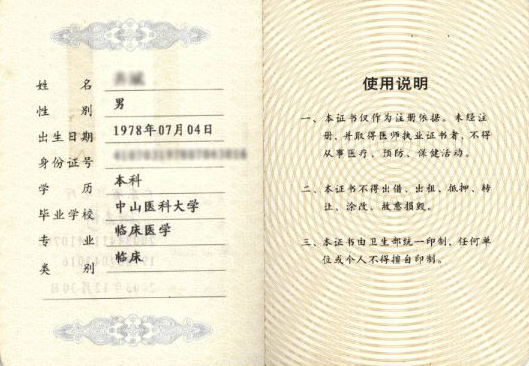 姓 名
性 别 男
出生日期 1978年07月04日
身份证号
学 历 本科
毕业学校 中山医科大学
专 业 临床医学
类 别 临床
使用说明
一、本证书仅作为注册依据。未经注
册，并取得医师执业证书者，不得
从事医疗、预防、保健活动。
二、本证书不得出借、出租、抵押、转
让、涂改、故意损毁。
三、本证书由卫生部统一印制，任何单
位或个人不得擅自印制。